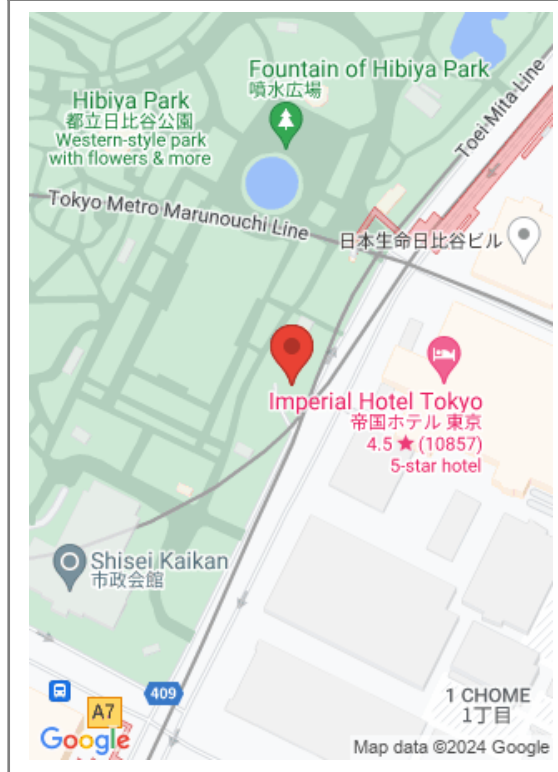 Fountain of Hibiya Park
噴水広場
Hibiya Park
都立日比谷公園
Western-style park
with flowers & more
Toei Mita Line
Tokyo Metro Marunouchi Line
日本生命日比谷ビル
Imperial Hotel Tokyo
帝国ホテル 東京
4.5 ★ (10857)
5-star hotel
Shisei Kaikan
市政会館
409
A7
1 CHOME
1丁目
Google
Map data ©2024 Google